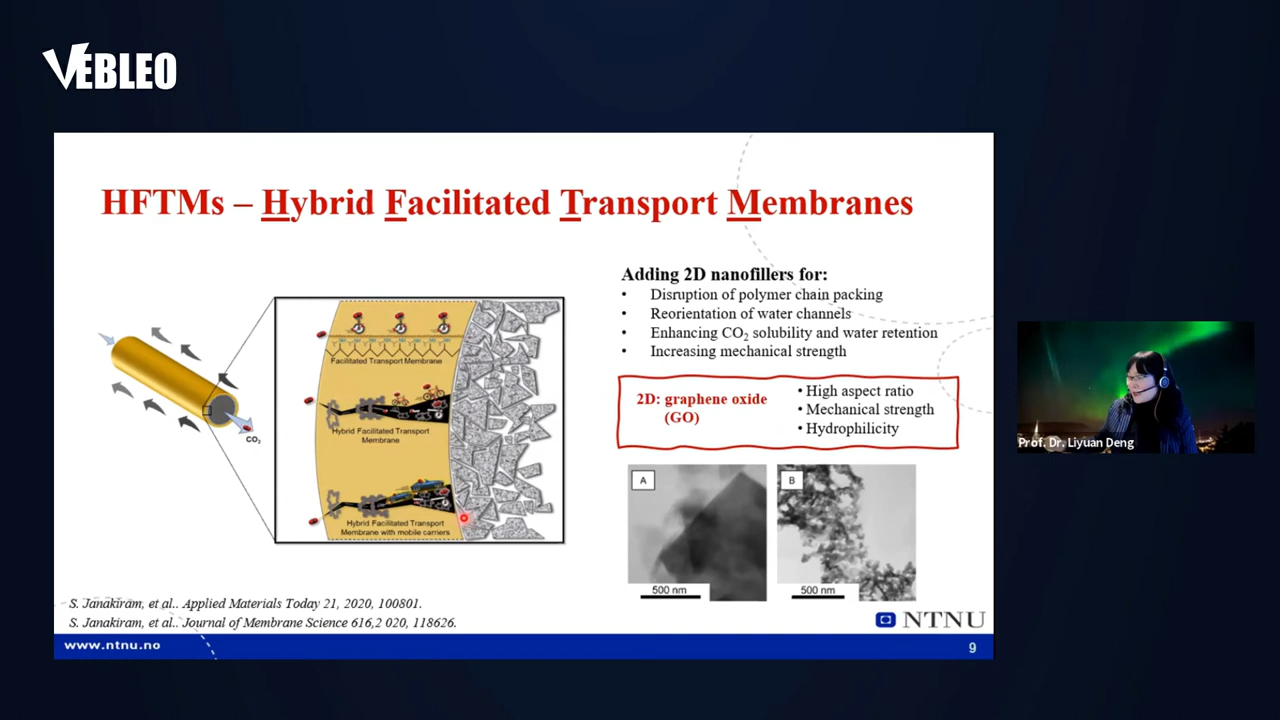 VEBLEO
HFTMs – Hybrid Facilitated Transport Membranes
CO2
Facilitated Transport Membrane
Hybrid Facilitated Transport
Membrane
Hybrid Facilitated Transport
Membrane with mobile carriers
Adding 2D nanofillers for:
• Disruption of polymer chain packing
• Reorientation of water channels
• Enhancing CO2 solubility and water retention
• Increasing mechanical strength
2D: graphene oxide
(GO)
• High aspect ratio
• Mechanical strength
• Hydrophilicity
A
500 nm
B
500 nm
Prof. Dr. Liyuan Deng
S. Janakiram, et al.. Applied Materials Today 21, 2020, 100801.
S. Janakiram, et al.. Journal of Membrane Science 616,2 020, 118626.
NTNU
www.ntnu.no
9